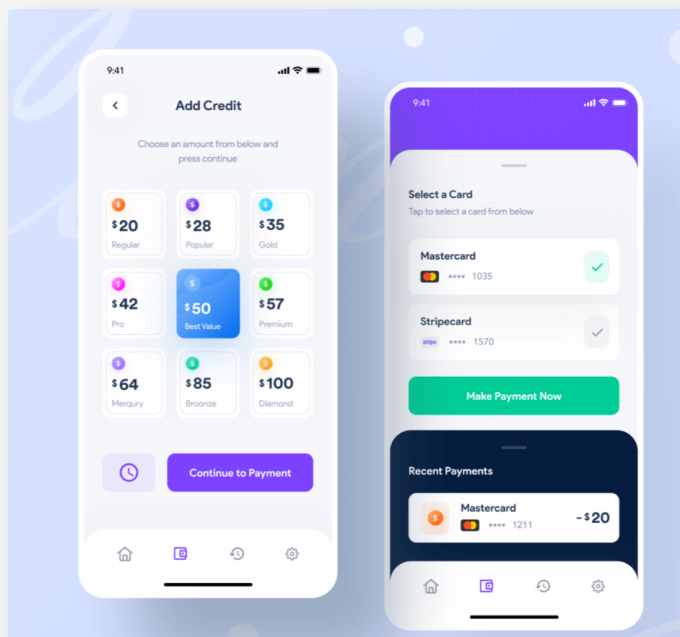 9:41
Add Credit
Choose an amount from below and
press continue
$20
Regular
$28
Popular
$35
Gold
$42
Pro
$50
Best Value
$57
Premium
$64
Merqury
$85
Broonze
$100
Diamond
Continue to Payment
9:41
Select a Card
Tap to select a card from below
Mastercard
•••• 1035
Stripecard
stripe •••• 1570
Make Payment Now
Recent Payments
Mastercard
•••• 1211
-$20